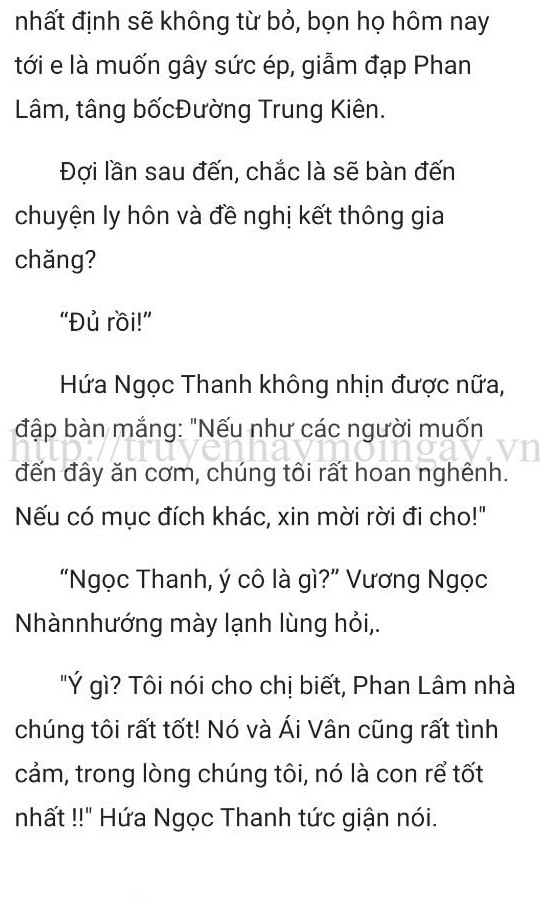 nhất định sẽ không từ bỏ, bọn họ hôm nay
tới e là muốn gây sức ép, giẫm đạp Phan
Lâm, tâng bốcĐường Trung Kiên.
Đợi lần sau đến, chắc là sẽ bàn đến
chuyện ly hôn và đề nghị kết thông gia
chăng?
“Đủ rồi!”
Hứa Ngọc Thanh không nhịn được nữa,
đập bàn mắng: "Nếu như các người muốn
http://truyenhaymoingay.vn
đến đây ăn cơm, chúng tôi rất hoan nghênh.
Nếu có mục đích khác, xin mời rời đi cho!"
“Ngọc Thanh, ý cô là gì?” Vương Ngọc
Nhànnhướng mày lạnh lùng hỏi,.
"Ý gì? Tôi nói cho chị biết, Phan Lâm nhà
chúng tôi rất tốt! Nó và Ái Vân cũng rất tình
cảm, trong lòng chúng tôi, nó là con rể tốt
nhất !!" Hứa Ngọc Thanh tức giận nói.